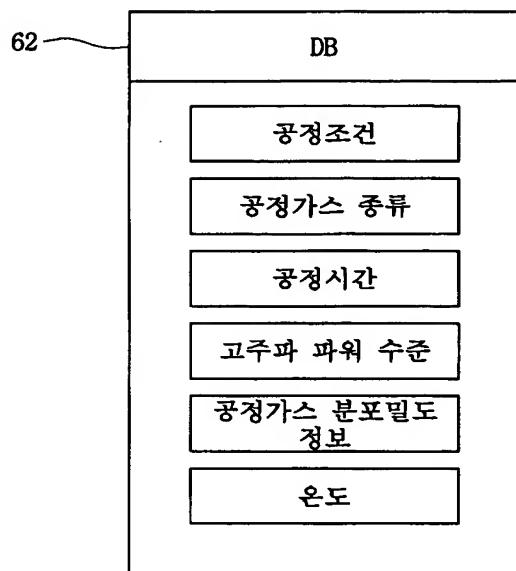 62
DB
공정조건
공정가스 종류
공정시간
고주파 파워 수준
공정가스 분포밀도
정보
온도